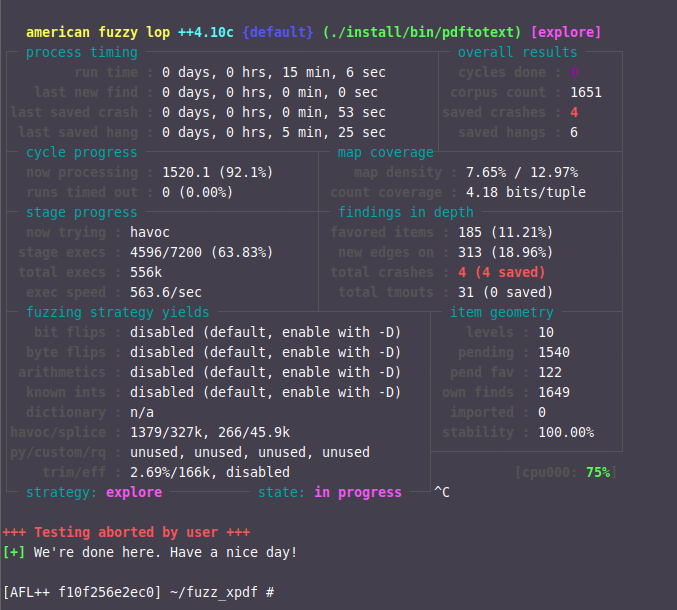 american fuzzy lop ++4.10c {default} (./install/bin/pdftotext) [explore]
process timing overall results
run time : 0 days, 0 hrs, 15 min, 6 sec cycles done : 0
last new find : 0 days, 0 hrs, 0 min, 0 sec corpus count : 1651
last saved crash : 0 days, 0 hrs, 0 min, 53 sec saved crashes : 4
last saved hang : 0 days, 0 hrs, 5 min, 25 sec saved hangs : 6
cycle progress map coverage
now processing : 1520.1 (92.1%) map density : 7.65% / 12.97%
runs timed out : 0 (0.00%) count coverage : 4.18 bits/tuple
stage progress findings in depth
now trying : havoc favored items : 185 (11.21%)
stage execs : 4596/7200 (63.83%) new edges on : 313 (18.96%)
total execs : 556k total crashes : 4 (4 saved)
exec speed : 563.6/sec total tmouts : 31 (0 saved)
fuzzing strategy yields item geometry
bit flips : disabled (default, enable with -D) levels : 10
byte flips : disabled (default, enable with -D) pending : 1540
arithmetics : disabled (default, enable with -D) pend fav : 122
known ints : disabled (default, enable with -D) own finds : 1649
dictionary : n/a imported : 0
havoc/splice : 1379/327k, 266/45.9k stability : 100.00%
py/custom/rq : unused, unused, unused, unused
trim/eff : 2.69%/166k, disabled [cpu000: 75%]
strategy: explore state: in progress ^C
+++ Testing aborted by user +++
[+] We're done here. Have a nice day!
[AFL++ f10f256e2ec0] ~/fuzz_xpdf #